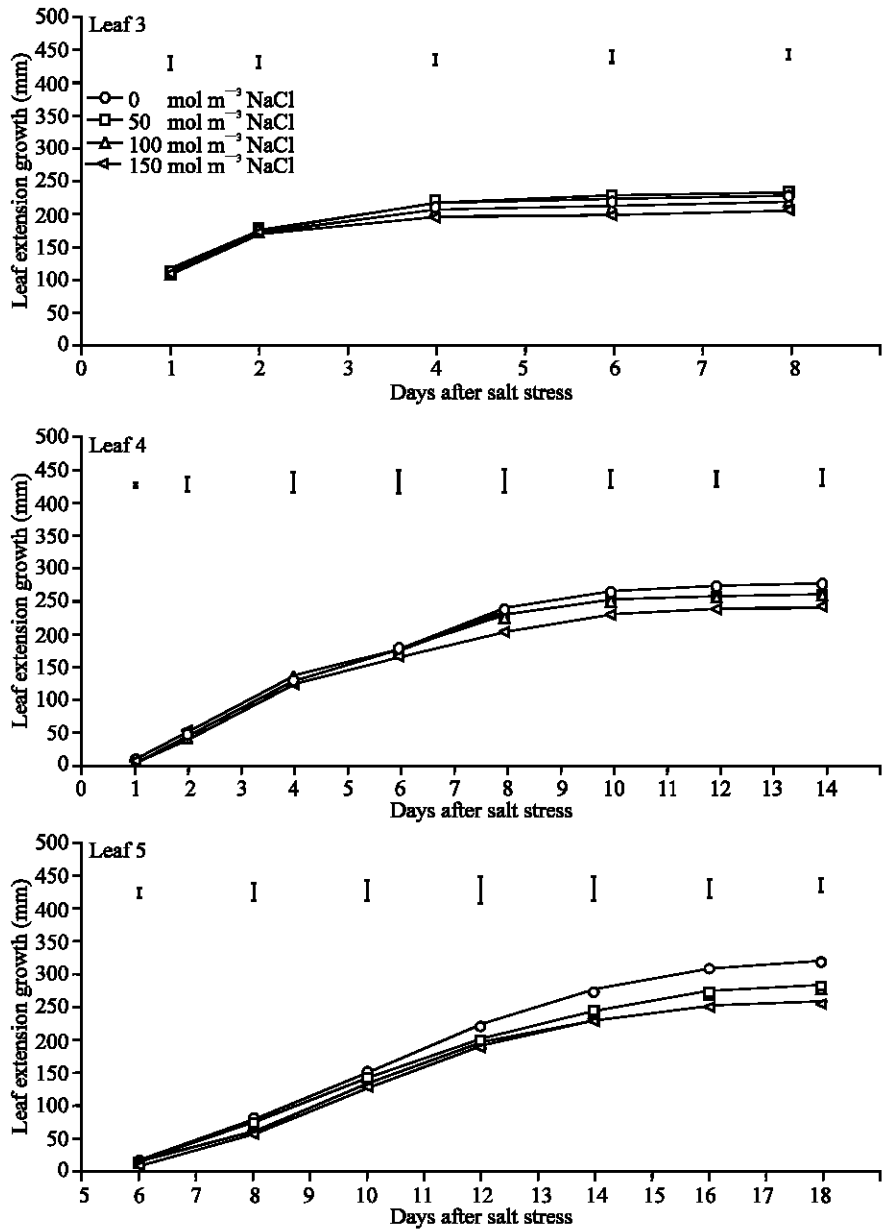 Leaf 3
500
450
400
350
300
250
200
150
100
50
0
Leaf extension growth (mm)
0 mol m⁻³ NaCl
50 mol m⁻³ NaCl
100 mol m⁻³ NaCl
150 mol m⁻³ NaCl
0 1 2 3 4 5 6 7 8
Days after salt stress
Leaf 4
500
450
400
350
300
250
200
150
100
50
0
Leaf extension growth (mm)
0 1 2 3 4 5 6 7 8 9 10 11 12 13 14
Days after salt stress
Leaf 5
500
450
400
350
300
250
200
150
100
50
0
Leaf extension growth (mm)
5 6 7 8 9 10 11 12 13 14 15 16 17 18
Days after salt stress